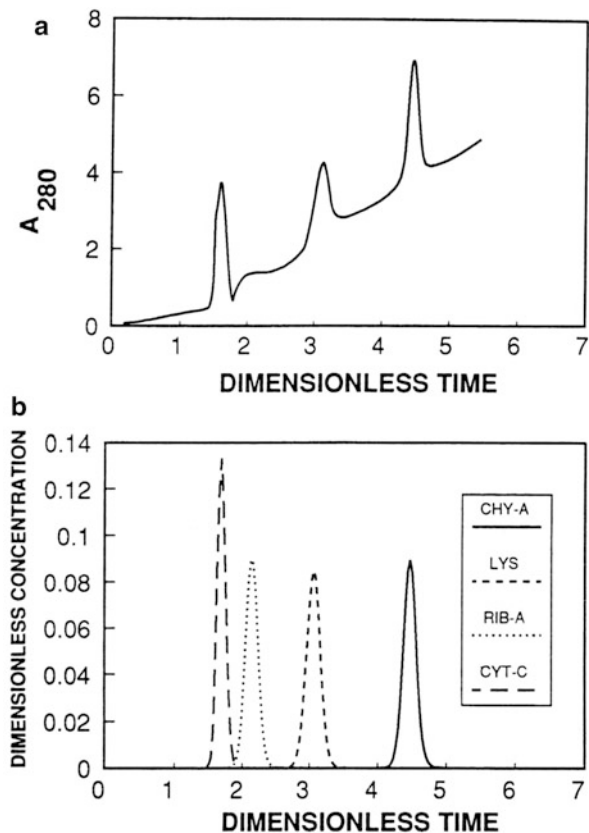 a
8
6
4
2
0
A280
0 1 2 3 4 5 6 7
DIMENSIONLESS TIME
b
0.14
0.12
0.1
0.08
0.06
0.04
0.02
0
DIMENSIONLESS CONCENTRATION
CHY-A
LYS
RIB-A
CYT-C
0 1 2 3 4 5 6 7
DIMENSIONLESS TIME